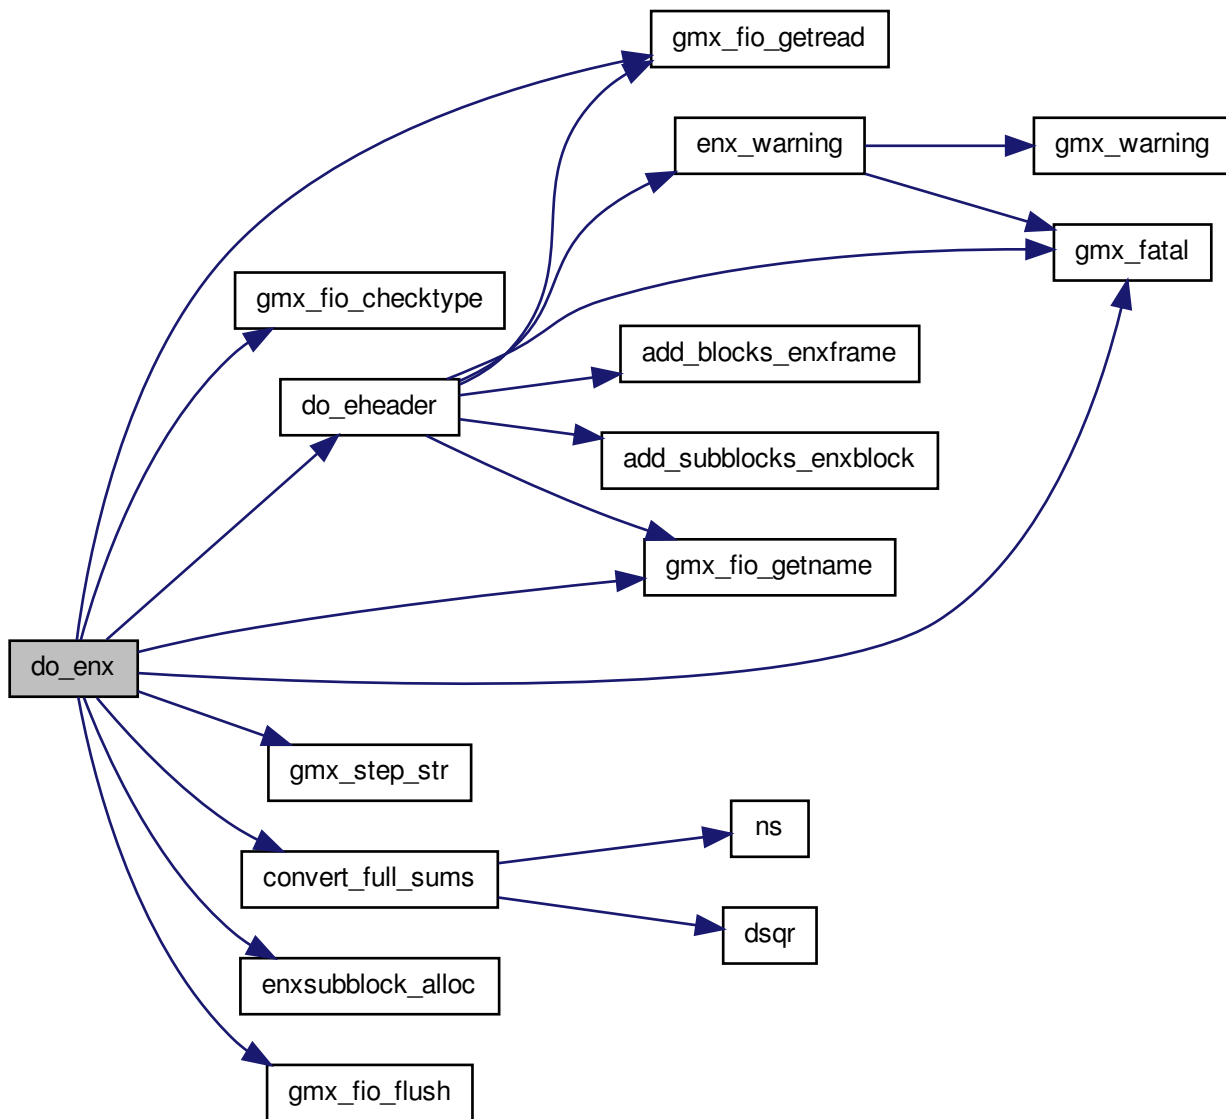 gmx_fio_getread
enx_warning
gmx_warning
gmx_fatal
gmx_fio_checktype
add_blocks_enxframe
do_eheader
add_subblocks_enxblock
gmx_fio_getname
do_enx
gmx_step_str
ns
convert_full_sums
dsqr
enxsubblock_alloc
gmx_fio_flush